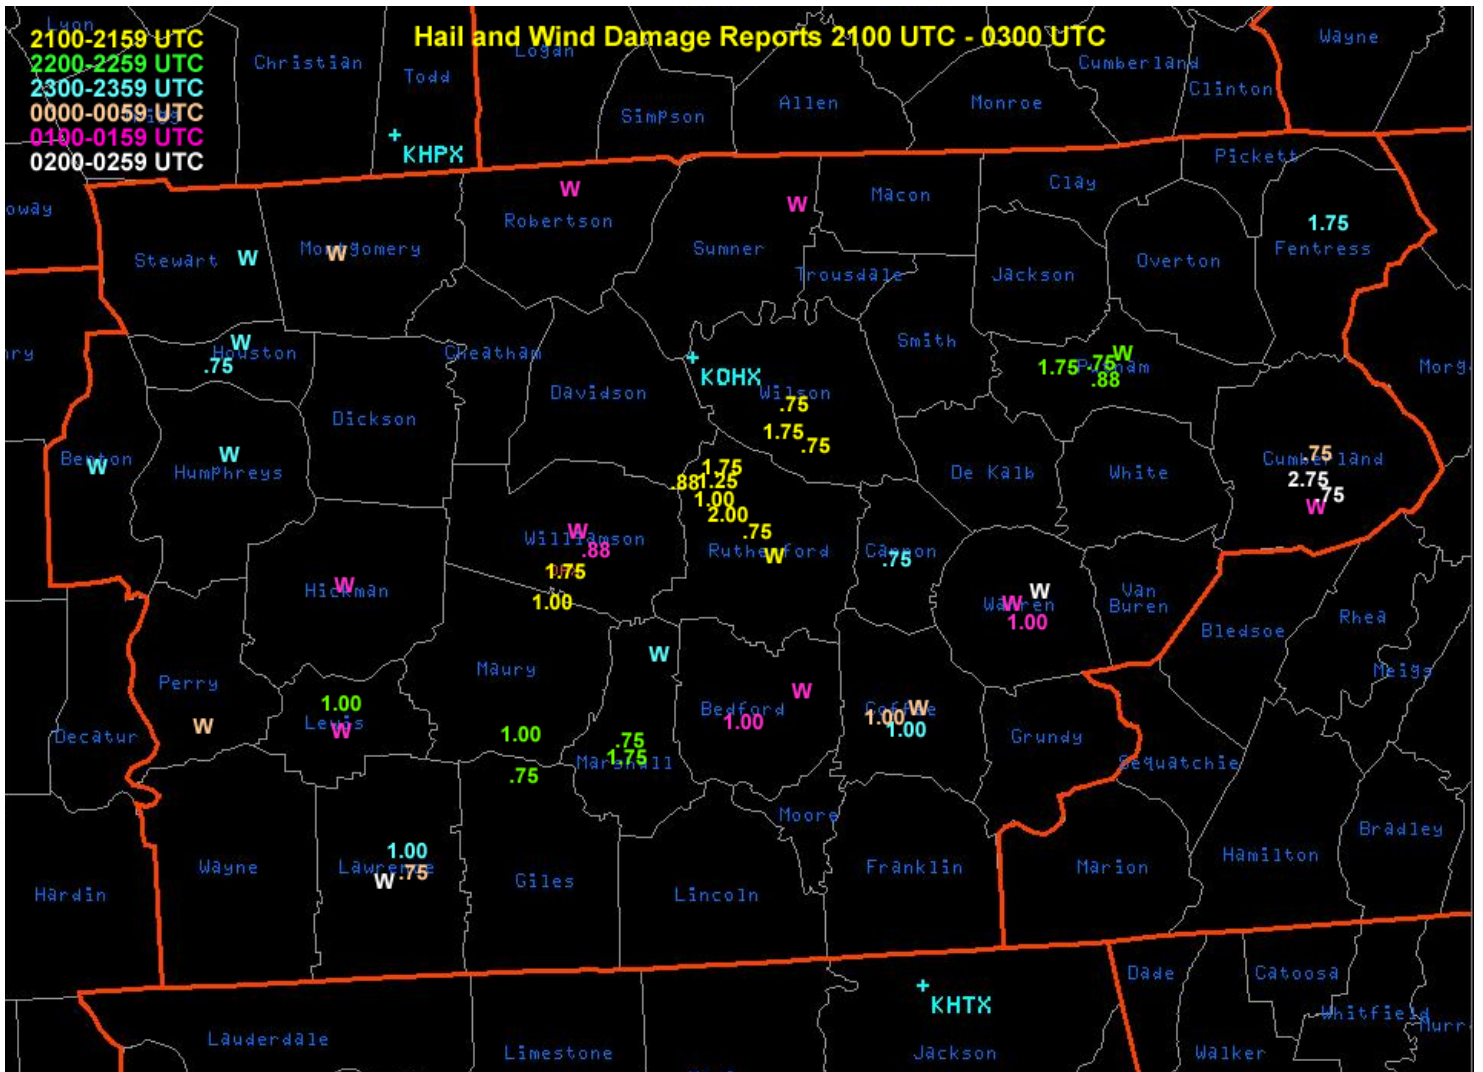 Hail and Wind Damage Reports 2100 UTC - 0300 UTC
2100-2159 UTC
2200-2259 UTC
2300-2359 UTC
0000-0059 UTC
0100-0159 UTC
0200-0259 UTC
Lyon
Christian
Todd
Logan
Simpson
Allen
Monroe
Cumberland
Clinton
Wayne
+
KHPX
Pickett
oway
Stewart W
Montgomery W
W
Robertson
W
Sumner
Trousdale
Macon
Clay
Jackson
Overton
1.75
Fentress
ry
W
Houston
.75
Cheatham
Dickson
Davidson
+
KOHX
Wilson
.75
1.75
.75
Smith
W
1.75 .75
Putnam
.88
Morg
Benton
W
W
Humphreys
1.75
.88 1.25
1.00
2.00
.75
Rutherford
W
De Kalb
White
.75
Cumberland
2.75
.75
W
W
Williamson
.88
1.75
1.00
Cannon
.75
W
Hickman
W
W
Warren
1.00
Van
Buren
Bledsoe
Rhea
Meigs
Perry
W
Decatur
1.00
Lewis
W
Maury
1.00
.75
W
.75
1.75
Marshall
W
Bedford
1.00
W
Coffee
1.00
1.00
Grundy
Sequatchie
Moore
Hardin
Wayne
1.00
Lawrence
W .75
Giles
Lincoln
Franklin
Marion
Hamilton
Bradley
+
KHTX
Dade
Catoosa
Whitfield
Murr
Lauderdale
Limestone
Jackson
Walker